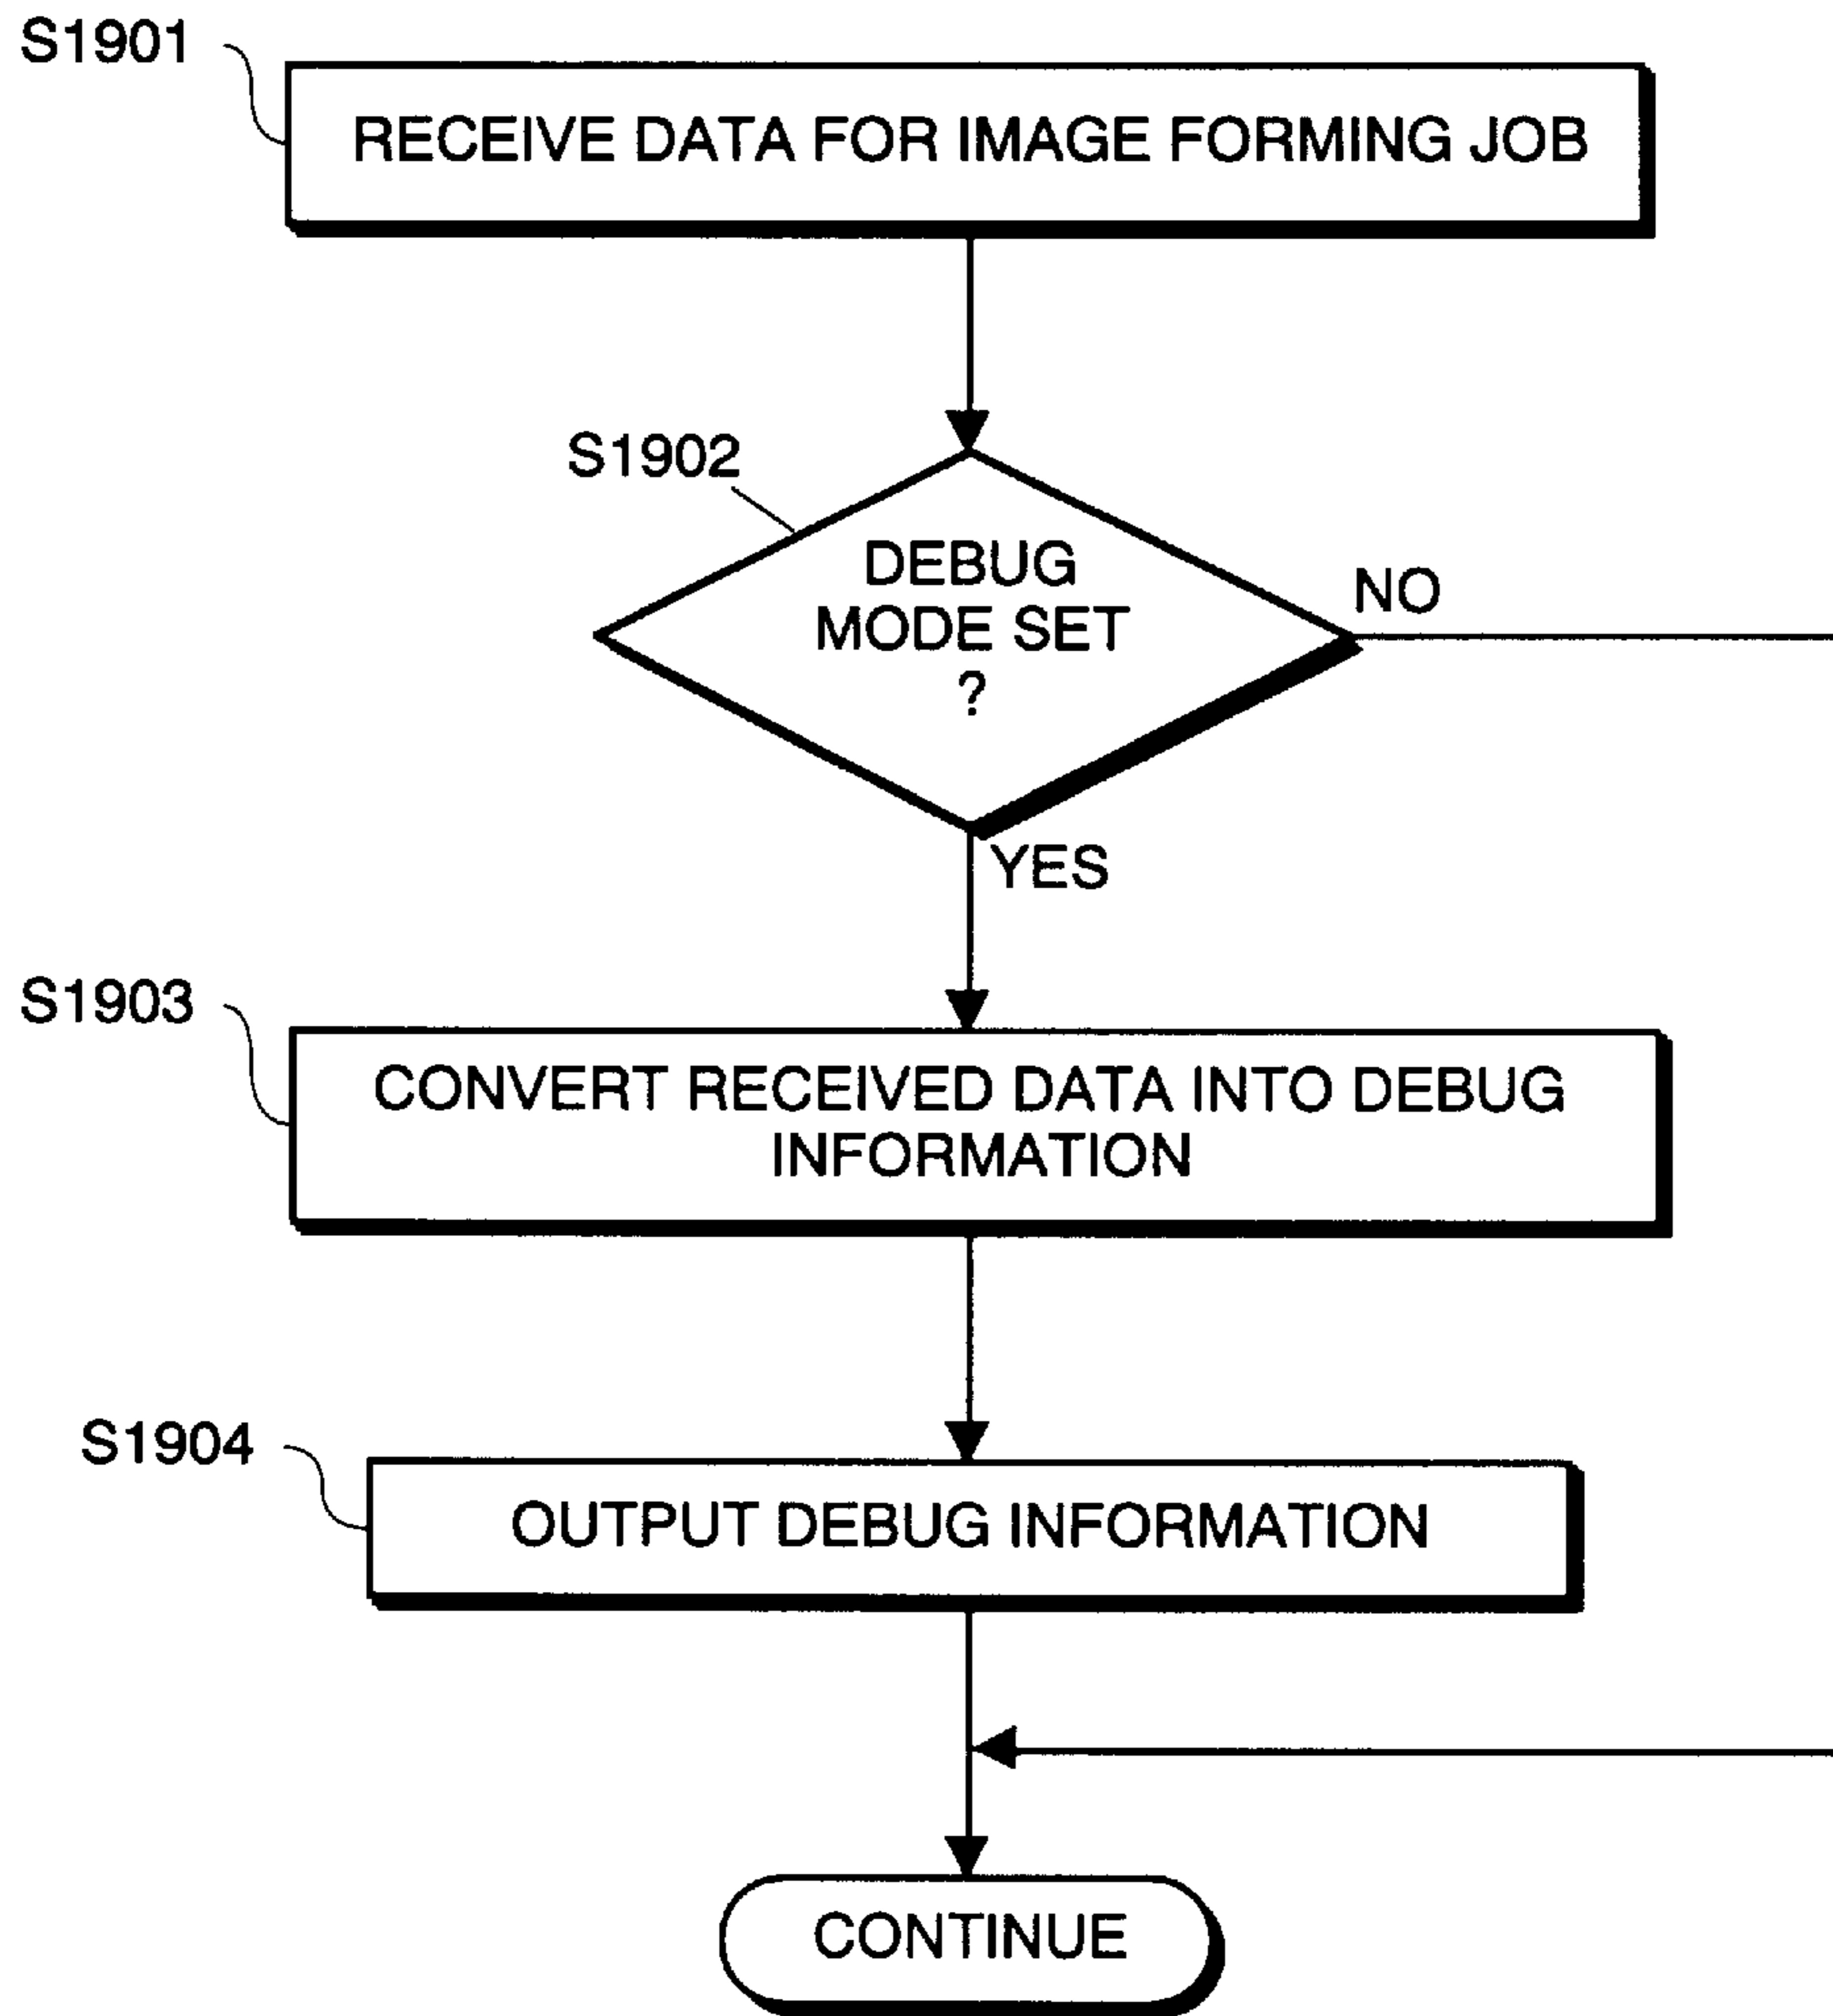 S1901
RECEIVE DATA FOR IMAGE FORMING JOB
S1902
DEBUG
MODE SET
?
NO
YES
S1903
CONVERT RECEIVED DATA INTO DEBUG
INFORMATION
S1904
OUTPUT DEBUG INFORMATION
CONTINUE